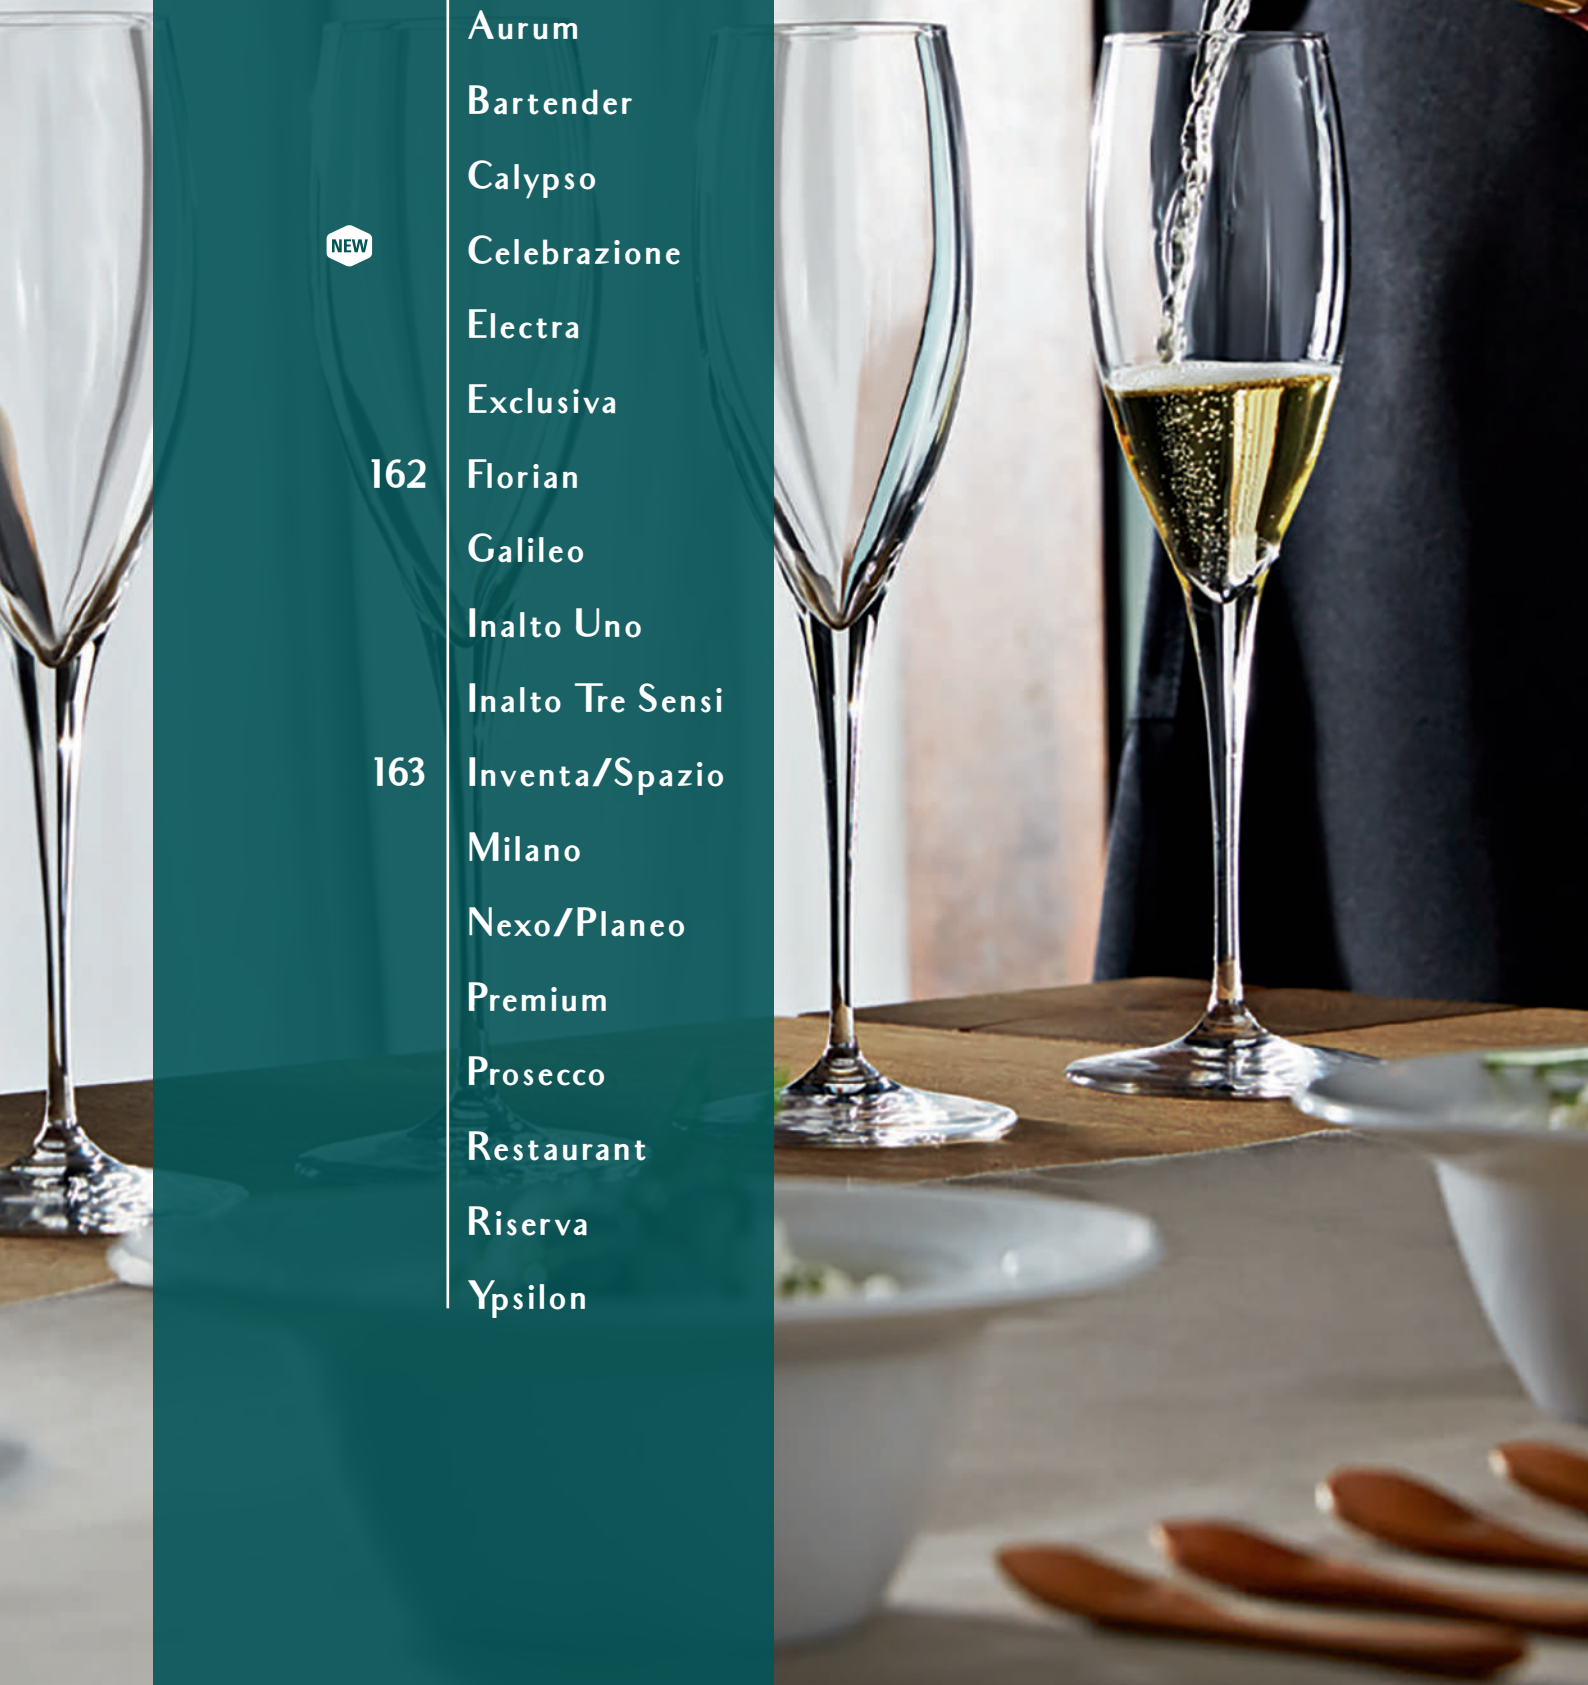 Aurum
Bartender
Calypso
NEW Celebrazione
Electra
Exclusiva
162 Florian
Galileo
Inalto Uno
Inalto Tre Sensi
163 Inventa/Spazio
Milano
Nexo/Planeo
Premium
Prosecco
Restaurant
Riserva
Ypsilon